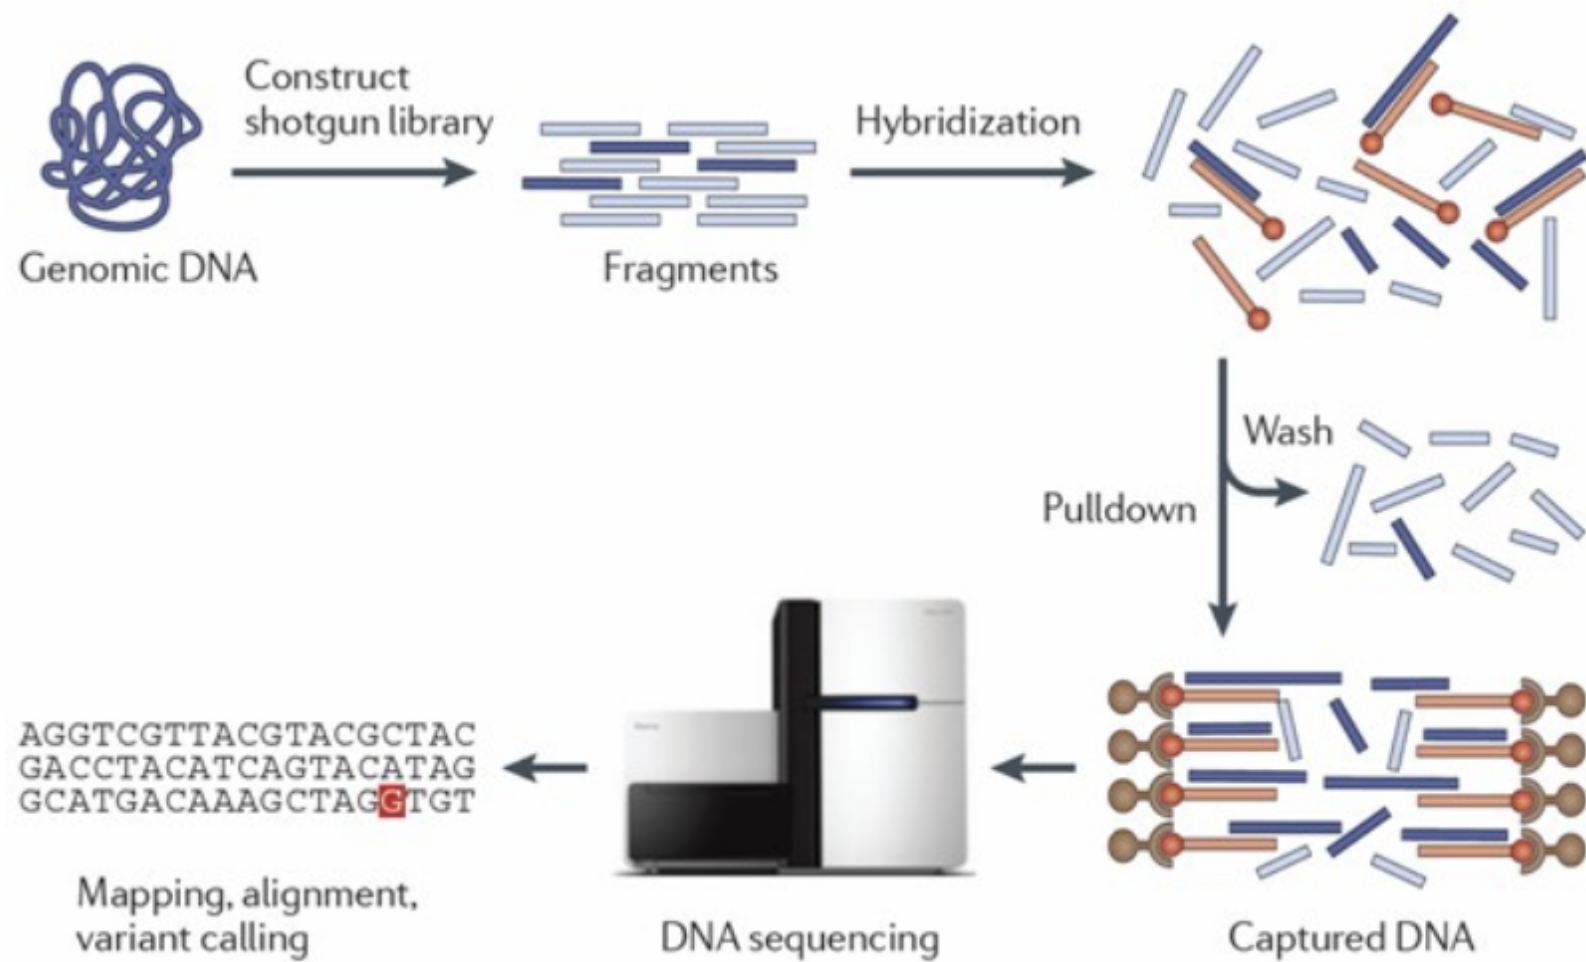 Construct
shotgun library
Hybridization
Genomic DNA
Fragments
Wash
Pulldown
AGGTCGTTACGTACGCTAC
GACCTACATCAGTACATAG
GCATGACAAAGCTAGGTGT
Mapping, alignment,
variant calling
DNA sequencing
Captured DNA